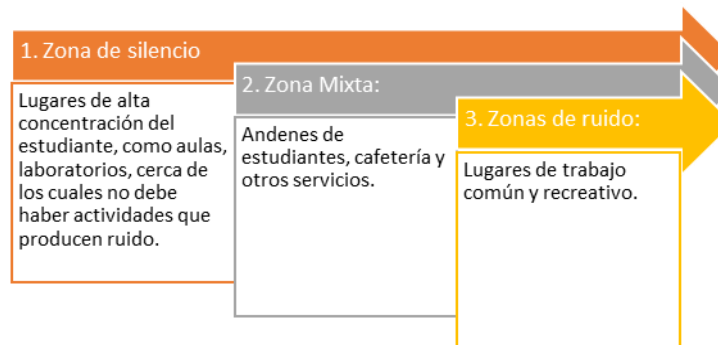 1. Zona de silencio
Lugares de alta
concentración del
estudiante, como aulas,
laboratorios, cerca de
los cuales no debe
haber actividades que
producen ruido.
2. Zona Mixta:
Andenes de
estudiantes, cafetería y
otros servicios.
3. Zonas de ruido:
Lugares de trabajo
común y recreativo.